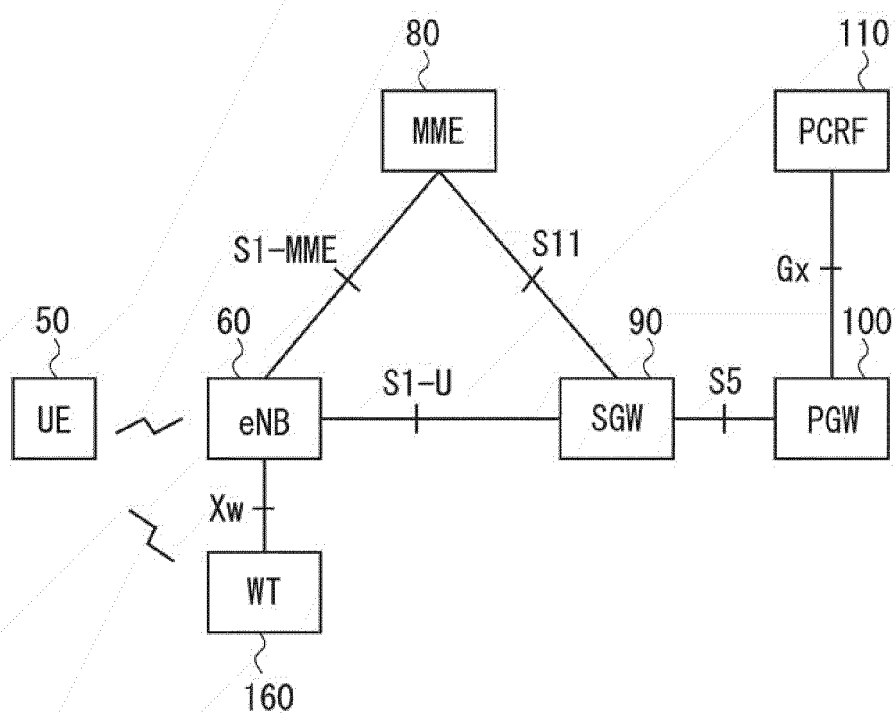 80
110
MME
PCRF
S1-MME
S11
Gx
50
60
90
100
S1-U
S5
UE
eNB
SGW
PGW
Xw
WT
160